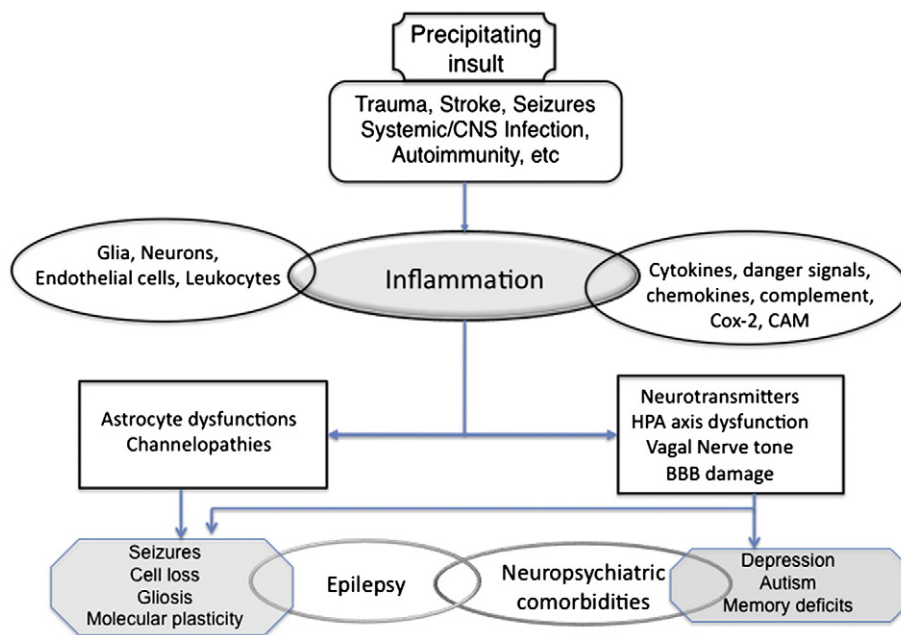 Precipitating
insult
Trauma, Stroke, Seizures
Systemic/CNS Infection,
Autoimmunity, etc
Glia, Neurons,
Endothelial cells, Leukocytes
Inflammation
Cytokines, danger signals,
chemokines, complement,
Cox-2, CAM
Astrocyte dysfunctions
Channelopathies
Neurotransmitters
HPA axis dysfunction
Vagal Nerve tone
BBB damage
Seizures
Cell loss
Gliosis
Molecular plasticity
Epilepsy
Neuropsychiatric
comorbidities
Depression
Autism
Memory deficits